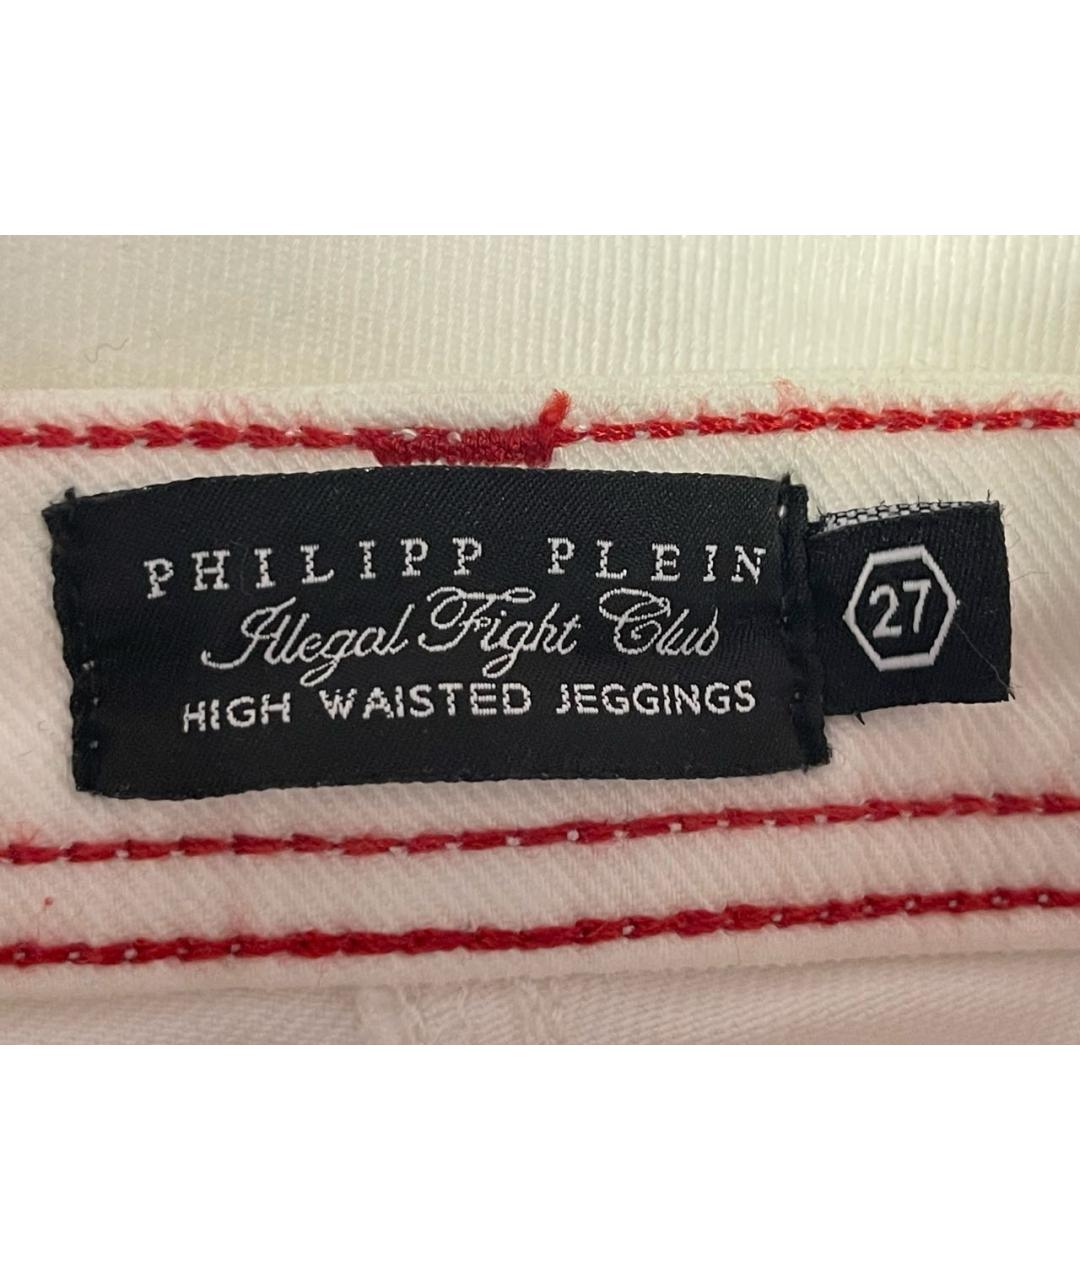 PHILIPP PLEIN
Illegal Fight Club
HIGH WAISTED JEGGINGS
27